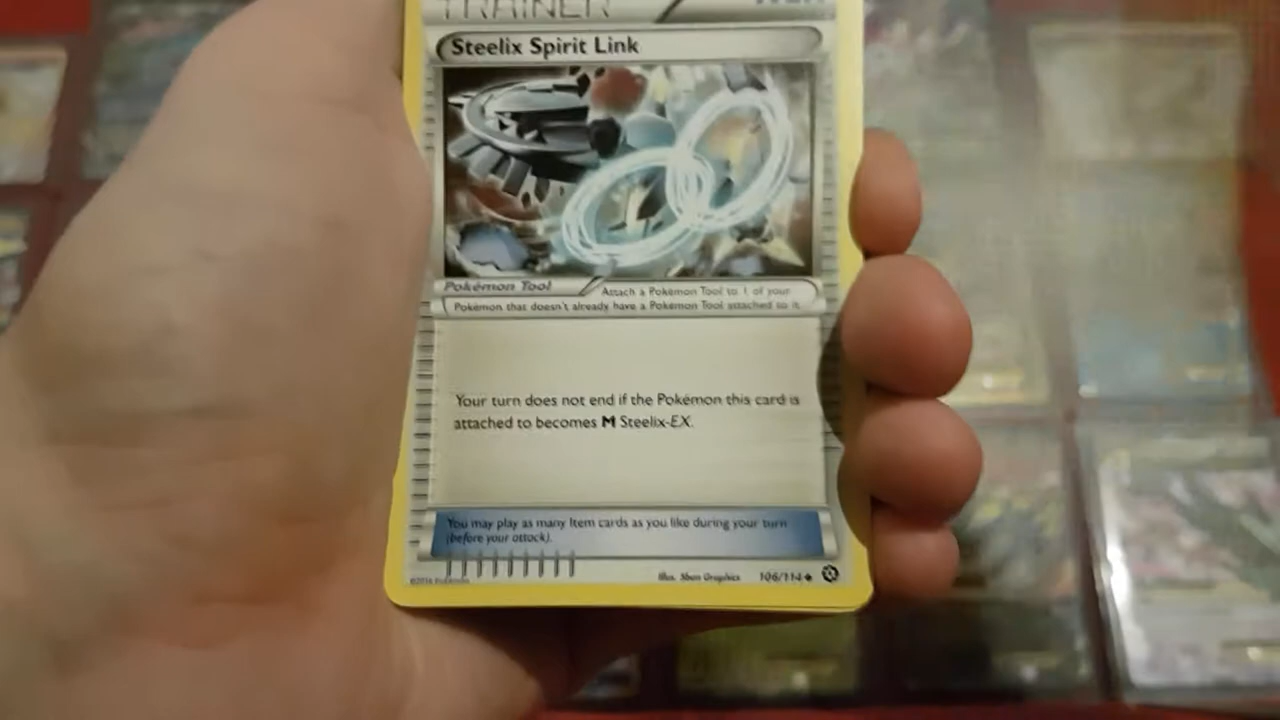 TRAINER
Steelix Spirit Link
Pokémon Tool
Attach a Pokémon Tool to 1 of your
Pokémon that doesn't already have a Pokémon Tool attached to it.
Your turn does not end if the Pokémon this card is
attached to becomes M Steelix-EX.
You may play as many Item cards as you like during your turn
(before your attack).
©2016 Pokémon
Illus. 5ban Graphics
106/114